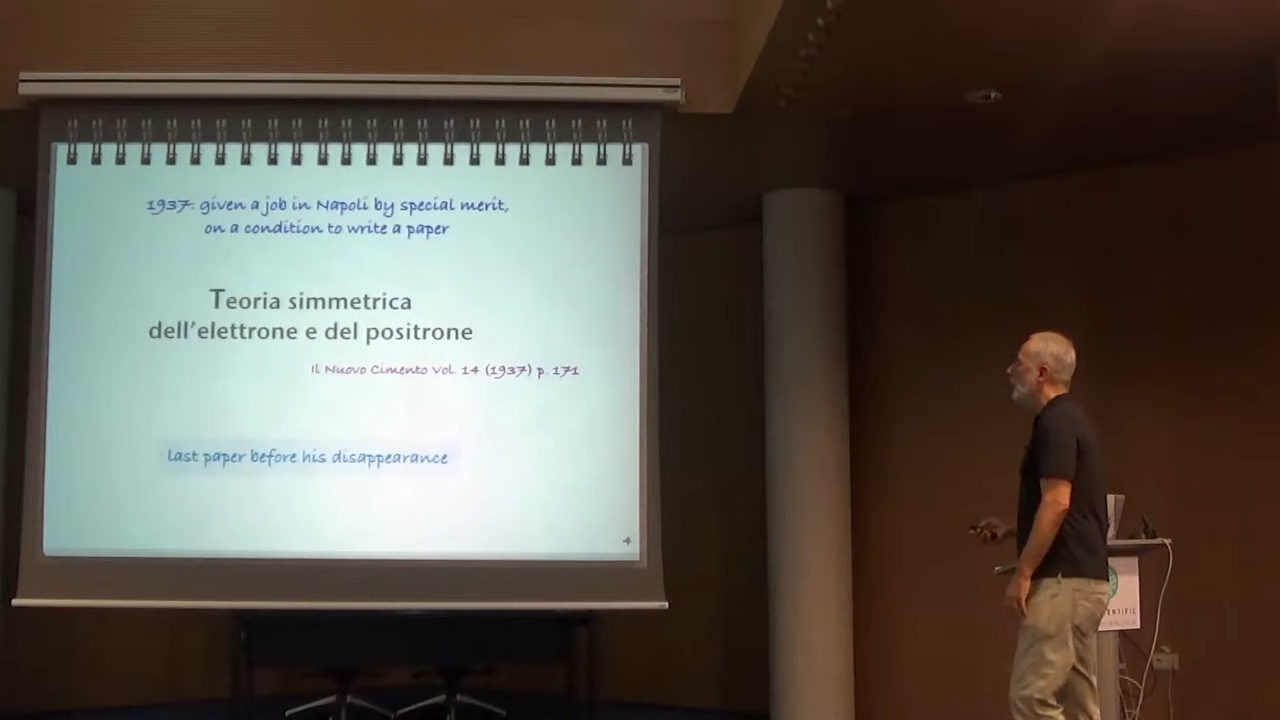 1937: given a job in Napoli by special merit,
on a condition to write a paper
Teoria simmetrica
dell'elettrone e del positrone
Il Nuovo Cimento Vol. 14 (1937) p. 171
last paper before his disappearance
4